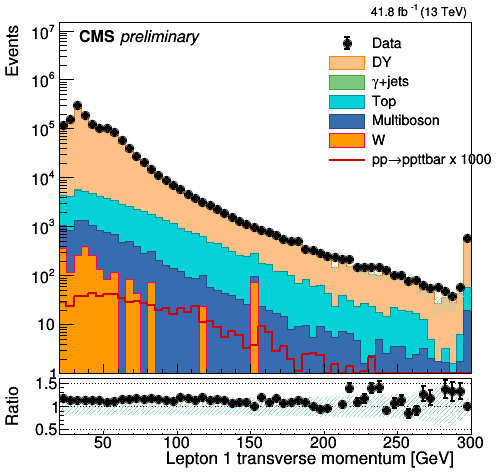 41.8 fb⁻¹ (13 TeV)
CMS preliminary
Events
10⁷
10⁶
10⁵
10⁴
10³
10²
10
1
Data
DY
γ+jets
Top
Multiboson
W
pp→ppttbar x 1000
Ratio
1.5
1.0
0.5
50 100 150 200 250 300
Lepton 1 transverse momentum [GeV]